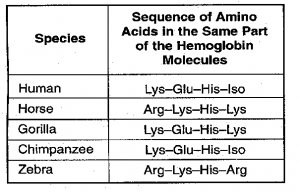 Species
Sequence of Amino
Acids in the Same Part
of the Hemoglobin
Molecules
Human Lys–Glu–His–Iso
Horse Arg–Lys–His–Lys
Gorilla Lys–Glu–His–Lys
Chimpanzee Lys–Glu–His–Iso
Zebra Arg–Lys–His–Arg